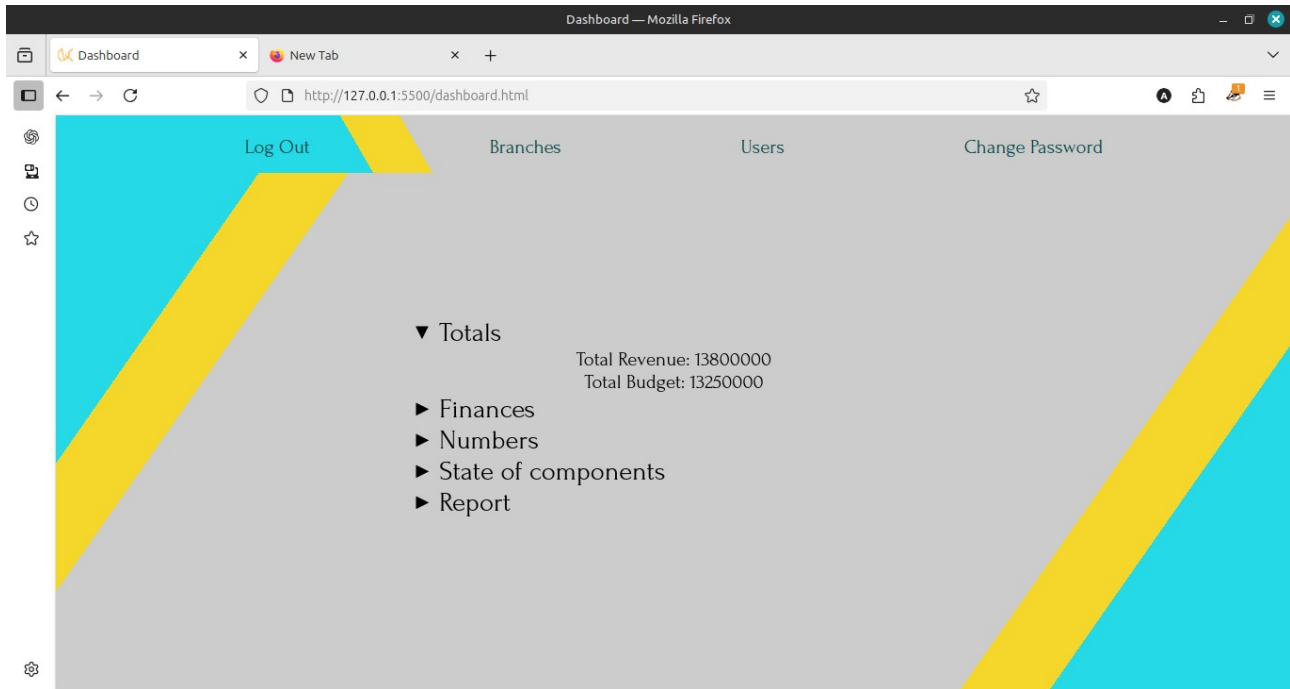 Dashboard — Mozilla Firefox
Dashboard New Tab
http://127.0.0.1:5500/dashboard.html
Log Out Branches Users Change Password
Totals
Total Revenue: 13800000
Total Budget: 13250000
Finances
Numbers
State of components
Report